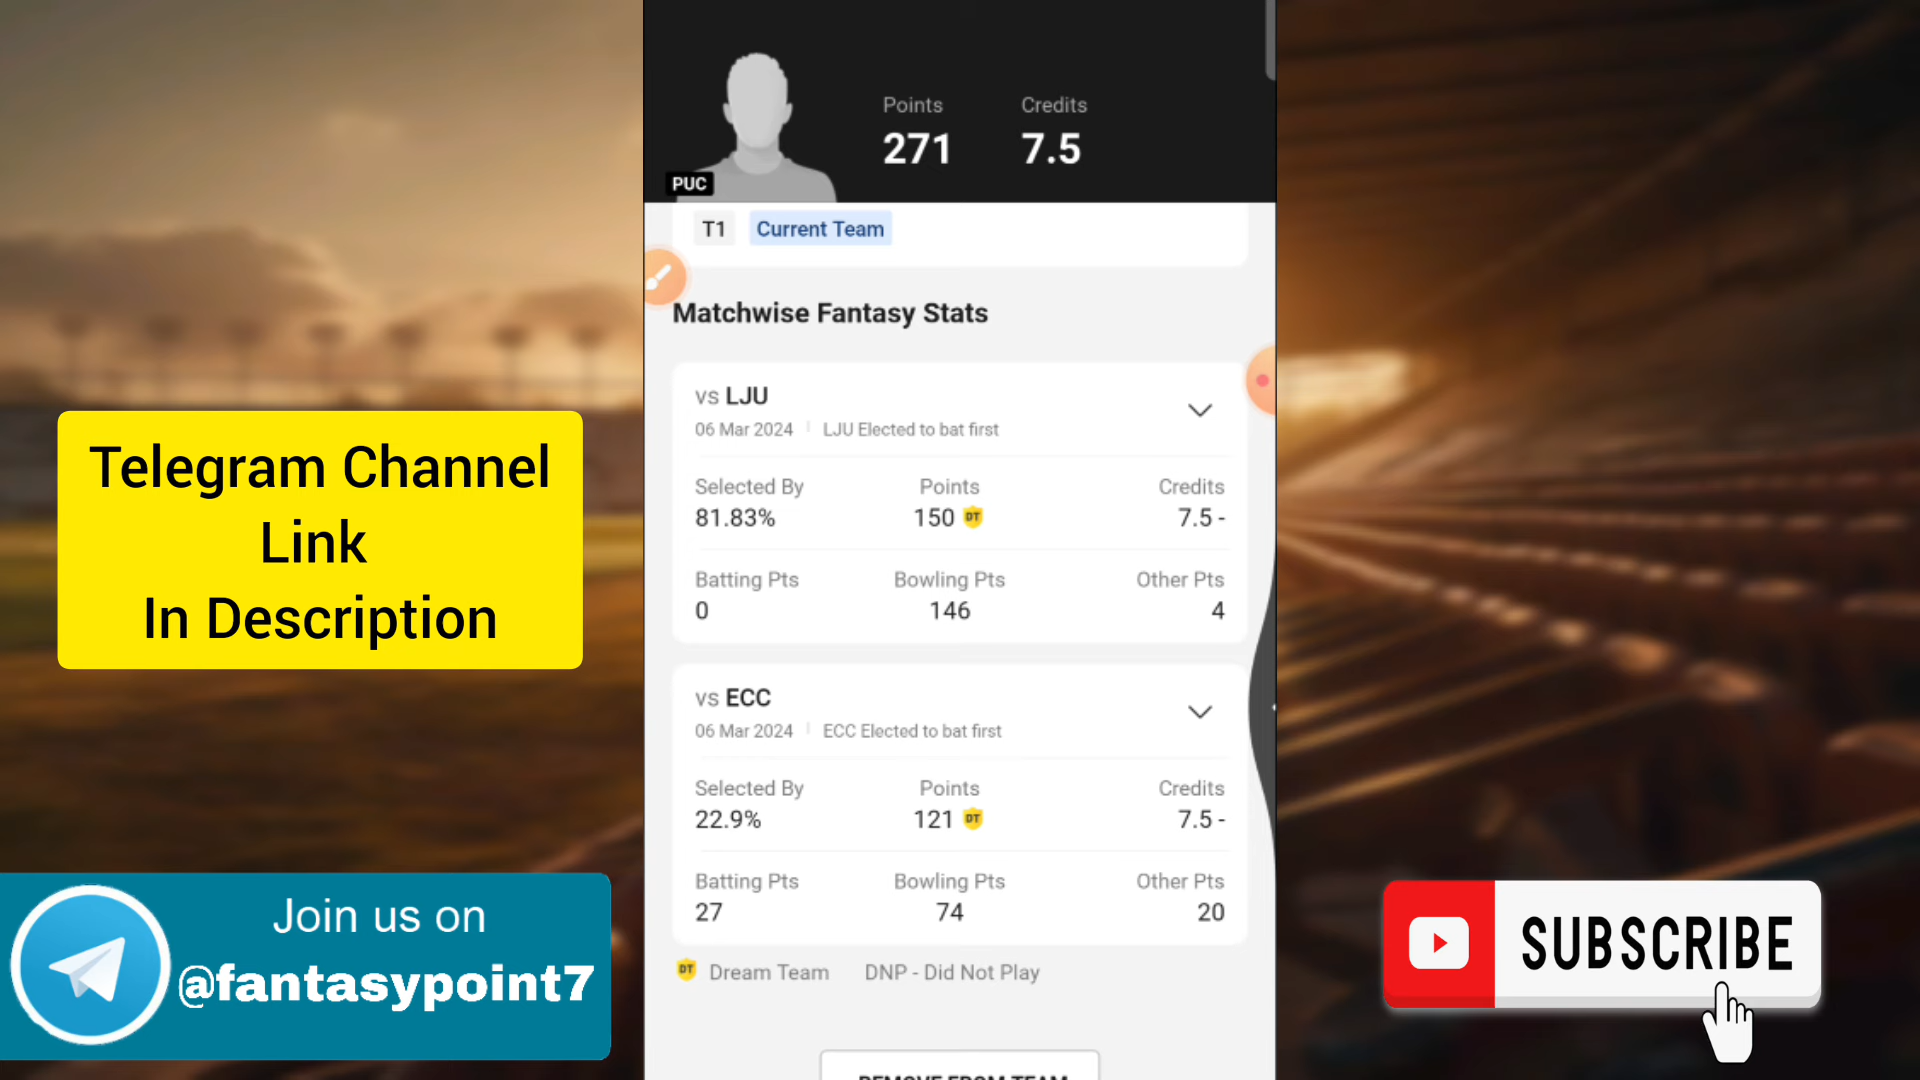 Points
Credits
271
7.5
PUC
T1
Current Team
Matchwise Fantasy Stats
vs LJU
06 Mar 2024
LJU Elected to bat first
Selected By
Points
Credits
81.83%
150 DT
7.5 -
Batting Pts
Bowling Pts
Other Pts
0
146
4
vs ECC
06 Mar 2024
ECC Elected to bat first
Selected By
Points
Credits
22.9%
121 DT
7.5 -
Batting Pts
Bowling Pts
Other Pts
27
74
20
DT Dream Team
DNP - Did Not Play
REMOVE FROM TEAM
Telegram Channel
Link
In Description
Join us on
@fantasypoint7
SUBSCRIBE